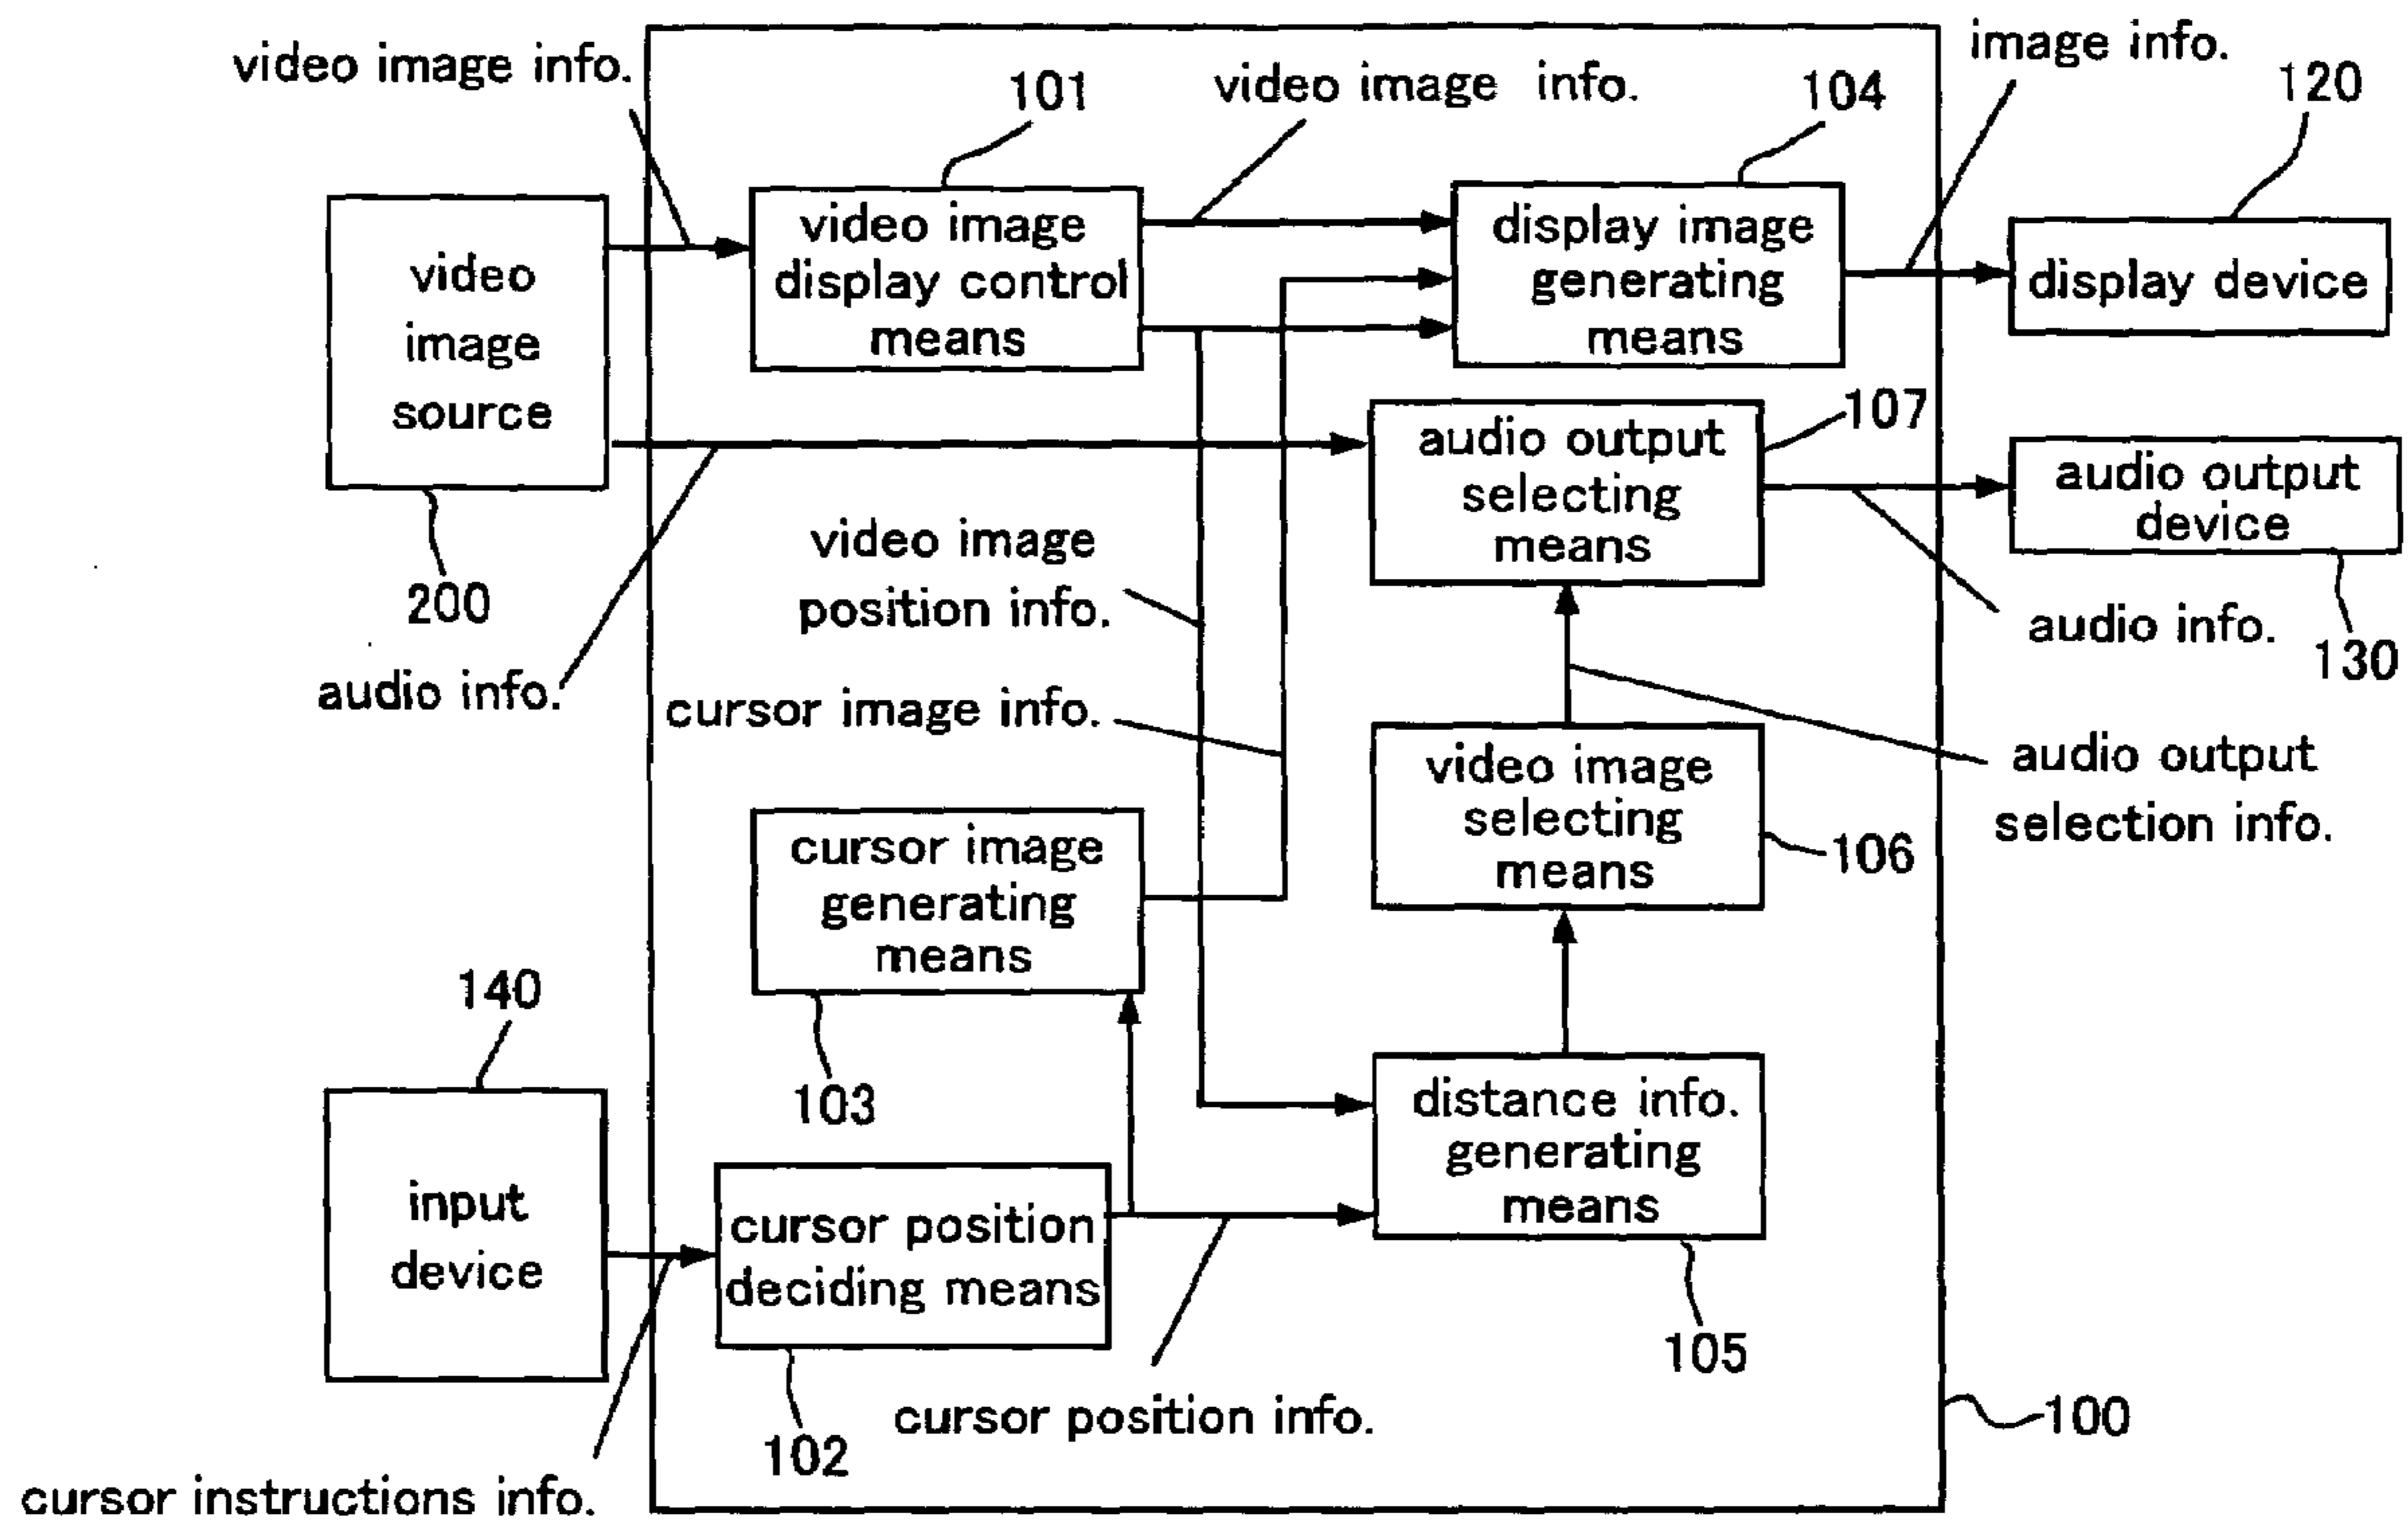 video image info.
101
video image info.
104
image info.
120
video
image
source
200
video image
display control
means
display image
generating
means
display device
107
audio output
selecting
means
audio output
device
130
video image
position info.
audio info.
audio info.
cursor image info.
audio output
selection info.
video image
selecting
means
106
cursor image
generating
means
103
140
input
device
distance info.
generating
means
105
cursor position
deciding means
102
cursor position info.
100
cursor instructions info.